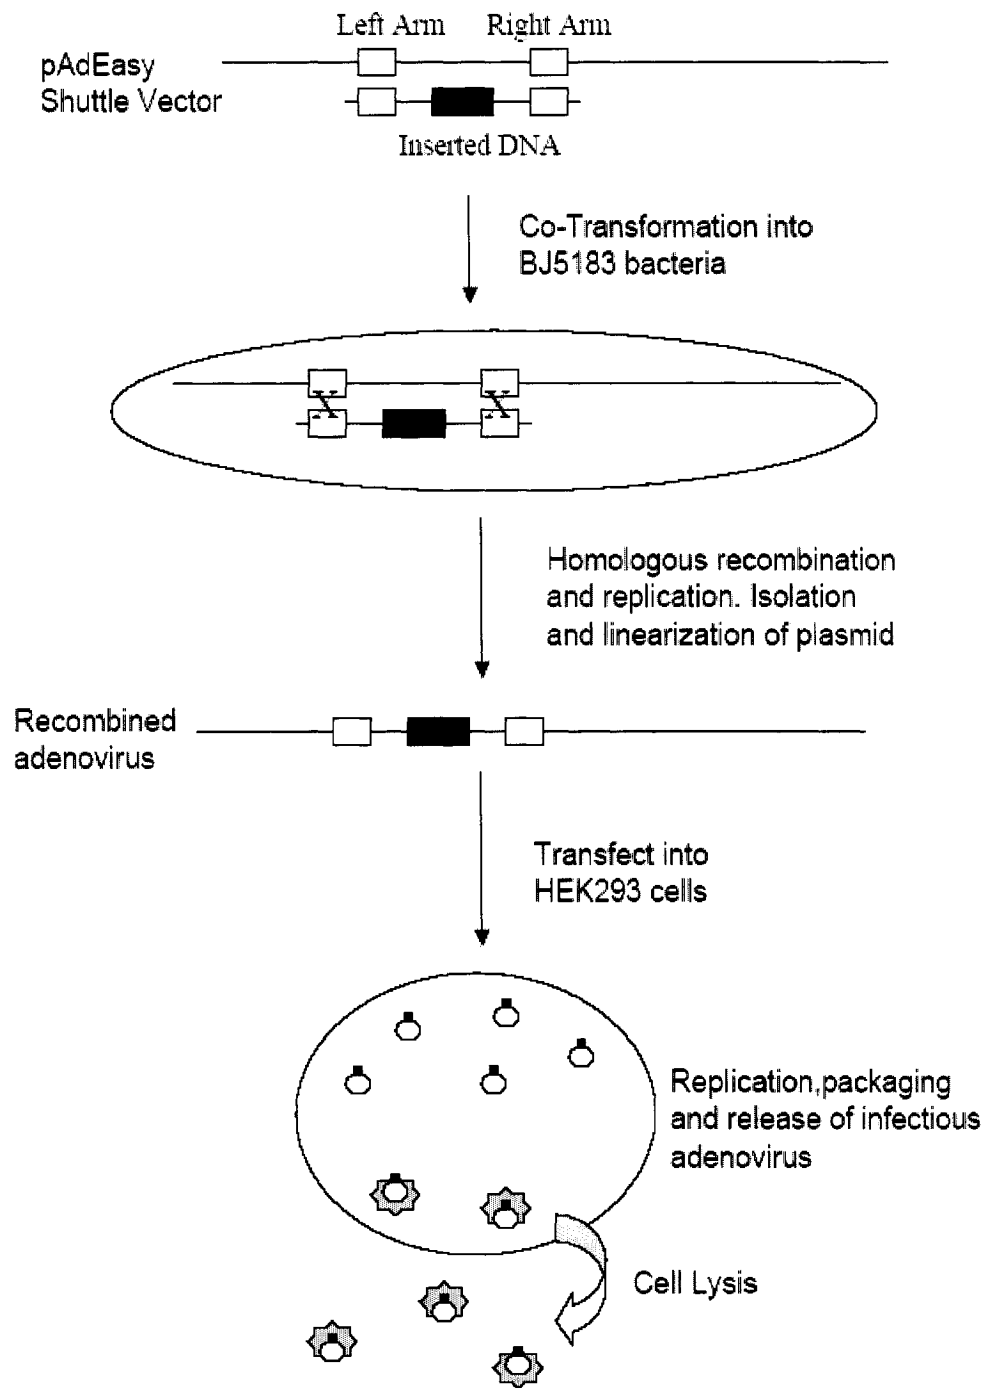 Left Arm Right Arm
pAdEasy
Shuttle Vector
Inserted DNA
Co-Transformation into
BJ5183 bacteria
Homologous recombination
and replication. Isolation
and linearization of plasmid
Recombined
adenovirus
Transfect into
HEK293 cells
Replication,packaging
and release of infectious
adenovirus
Cell Lysis